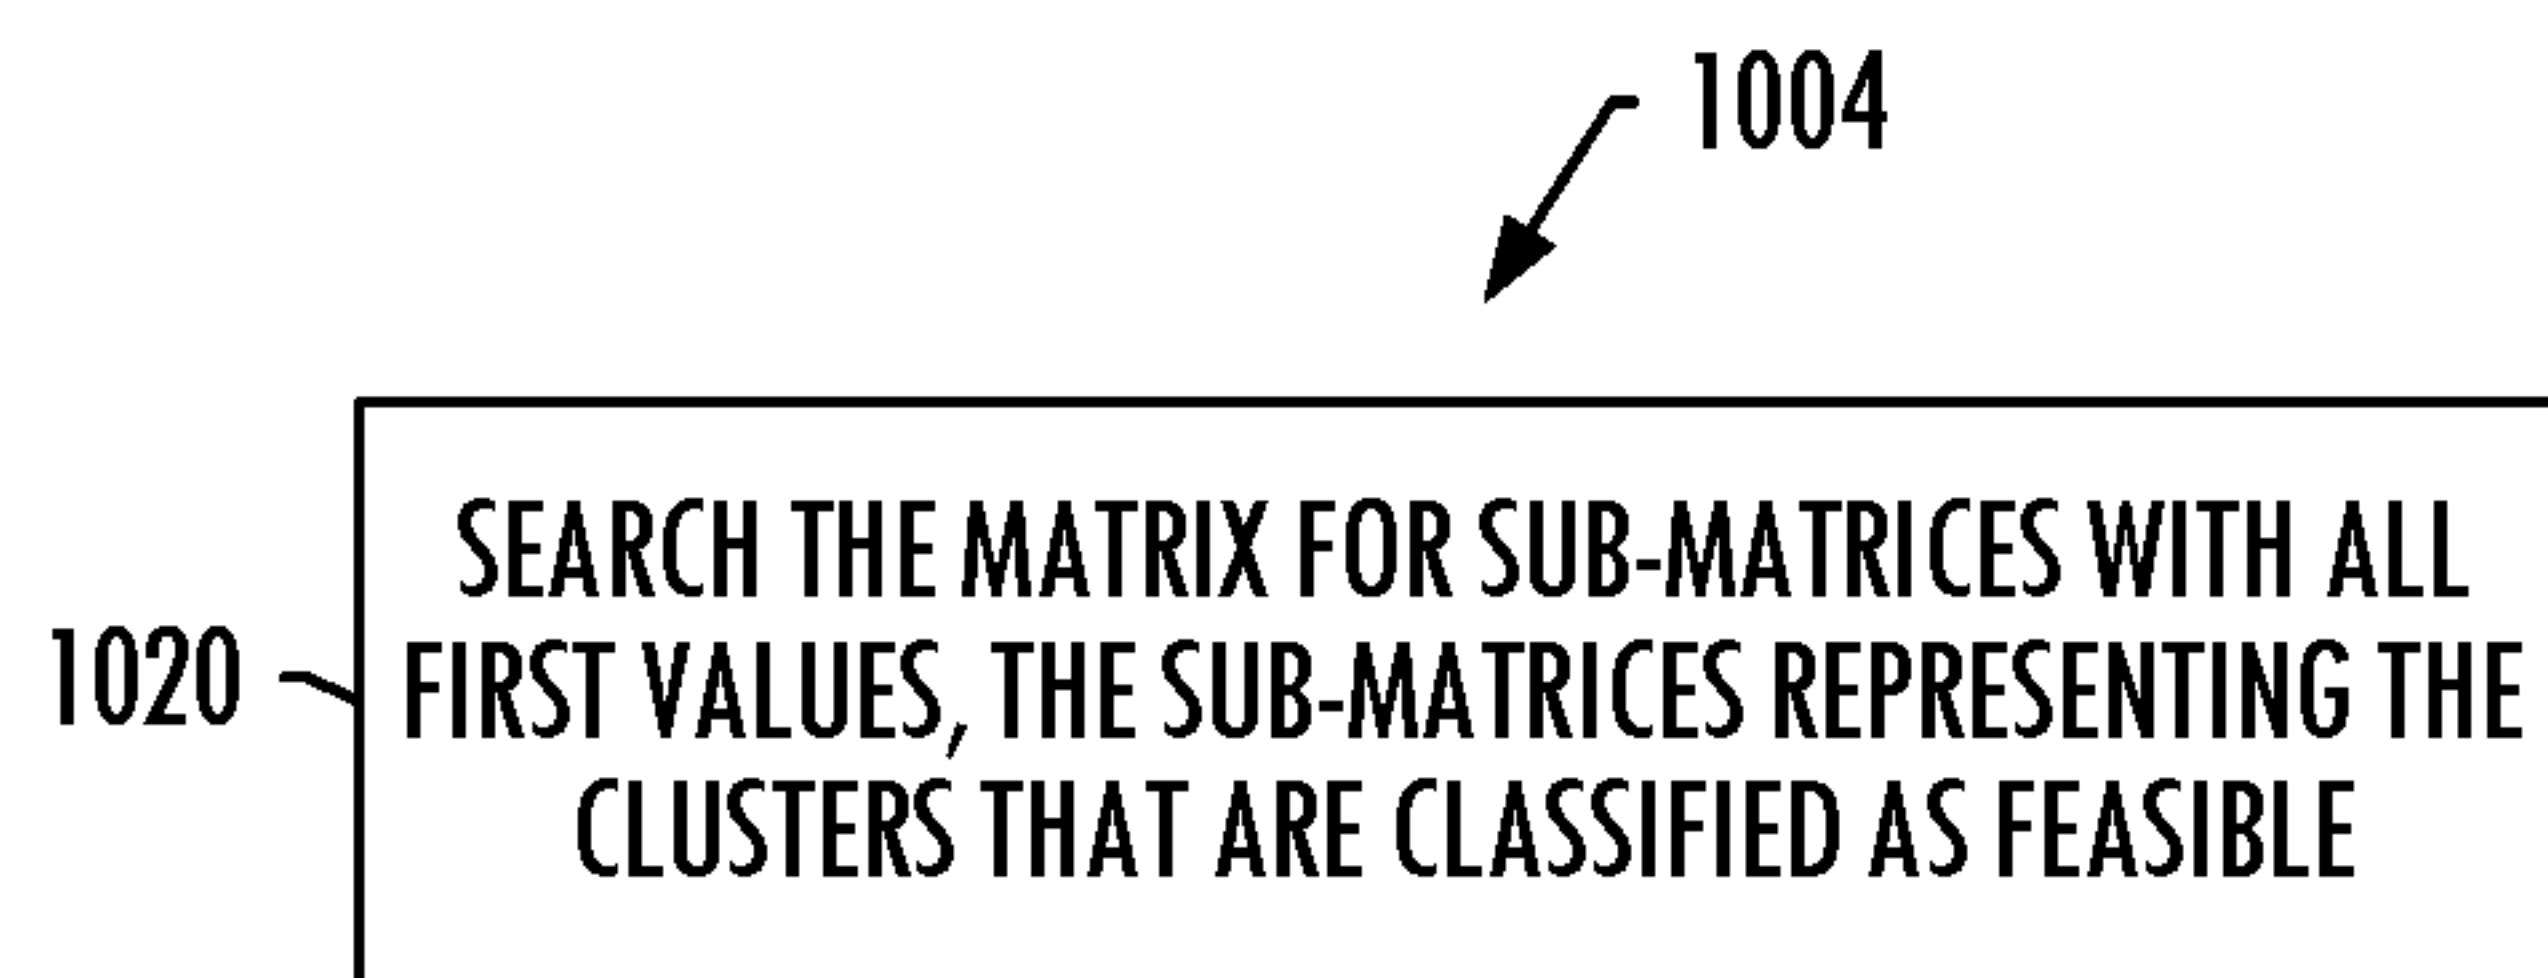 1004
SEARCH THE MATRIX FOR SUB-MATRICES WITH ALL
1020 FIRST VALUES, THE SUB-MATRICES REPRESENTING THE
CLUSTERS THAT ARE CLASSIFIED AS FEASIBLE